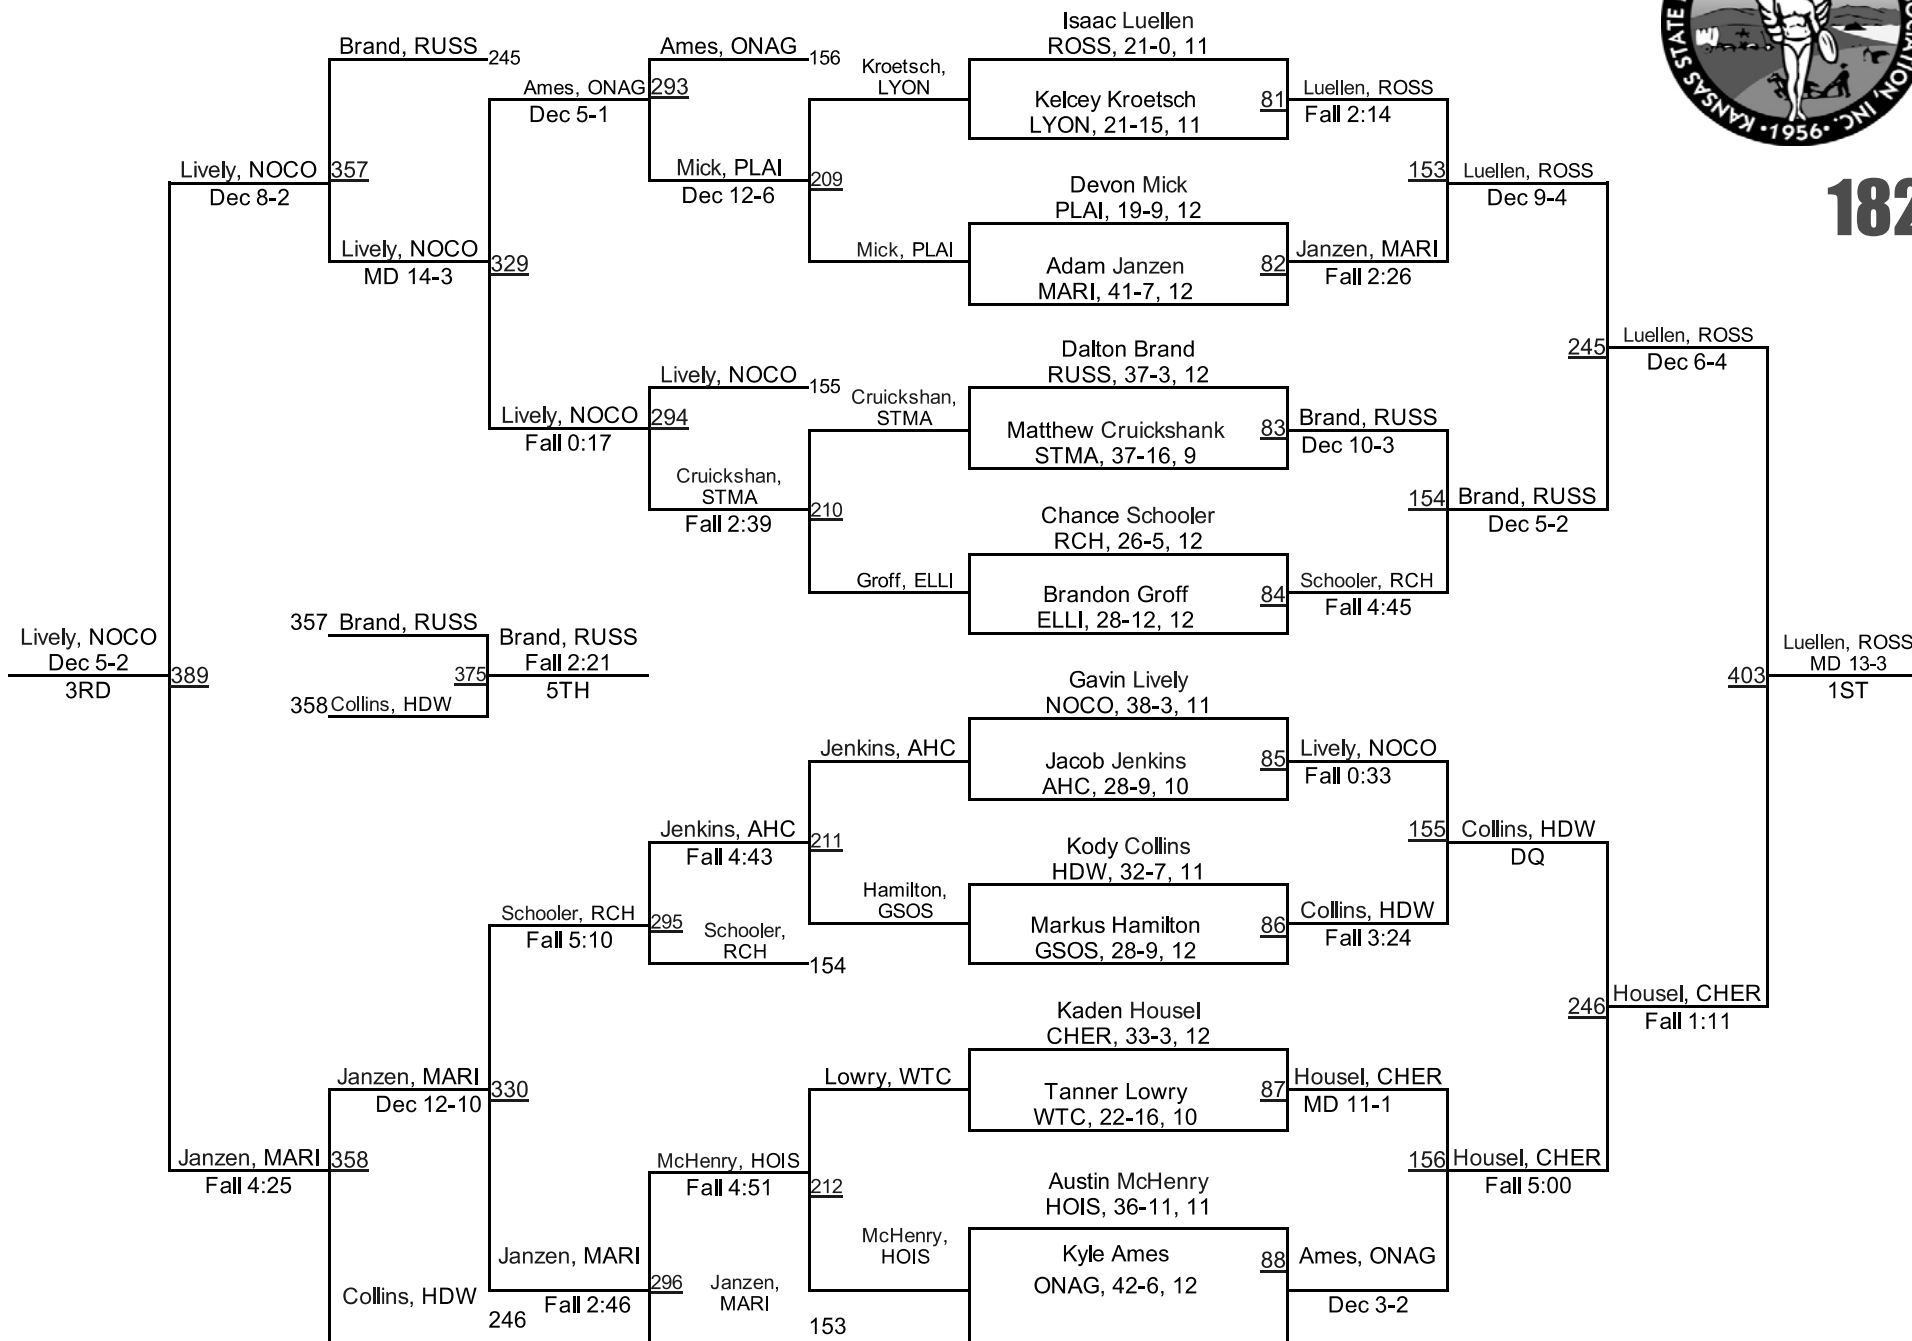 Isaac Luellen
ROSS, 21-0, 11
Kelcey Kroetsch
LYON, 21-15, 11
81
Devon Mick
PLAI, 19-9, 12
Adam Janzen
MARI, 41-7, 12
82
Dalton Brand
RUSS, 37-3, 12
Matthew Cruickshank
STMA, 37-16, 9
83
Chance Schooler
RCH, 26-5, 12
Brandon Groff
ELLI, 28-12, 12
84
Gavin Lively
NOCO, 38-3, 11
Jacob Jenkins
AHC, 28-9, 10
85
Kody Collins
HDW, 32-7, 11
Markus Hamilton
GSOS, 28-9, 12
86
Kaden Housel
CHER, 33-3, 12
Tanner Lowry
WTC, 22-16, 10
87
Austin McHenry
HOIS, 36-11, 11
Kyle Ames
ONAG, 42-6, 12
88
Luellen, ROSS
Fall 2:14
153
Janzen, MARI
Fall 2:26
Brand, RUSS
Dec 10-3
154
Schooler, RCH
Fall 4:45
Lively, NOCO
Fall 0:33
155
Collins, HDW
Fall 3:24
Housel, CHER
MD 11-1
156
Ames, ONAG
Dec 3-2
Luellen, ROSS
Dec 9-4
245
Brand, RUSS
Dec 5-2
Collins, HDW
DQ
246
Housel, CHER
Fall 5:00
Luellen, ROSS
Dec 6-4
403
Housel, CHER
Fall 1:11
Luellen, ROSS
MD 13-3
1ST
KANSAS STATE
OCIATION, INC.
•1956•
182
Kroetsch,
LYON
209
Mick, PLAI
Cruickshan,
STMA
210
Groff, ELLI
Jenkins, AHC
211
Hamilton,
GSOS
Lowry, WTC
212
McHenry,
HOIS
Ames, ONAG
156
293
Mick, PLAI
Dec 12-6
Lively, NOCO
155
294
Cruickshan,
STMA
Fall 2:39
Jenkins, AHC
Fall 4:43
295
Schooler,
RCH
154
McHenry, HOIS
Fall 4:51
296
Janzen,
MARI
153
Ames, ONAG
Dec 5-1
329
Lively, NOCO
Fall 0:17
Schooler, RCH
Fall 5:10
330
Janzen, MARI
Fall 2:46
Brand, RUSS
245
357
Lively, NOCO
MD 14-3
Janzen, MARI
Dec 12-10
358
Collins, HDW
246
Lively, NOCO
Dec 8-2
389
Janzen, MARI
Fall 4:25
Lively, NOCO
Dec 5-2
3RD
357 Brand, RUSS
358 Collins, HDW
375
Brand, RUSS
Fall 2:21
5TH